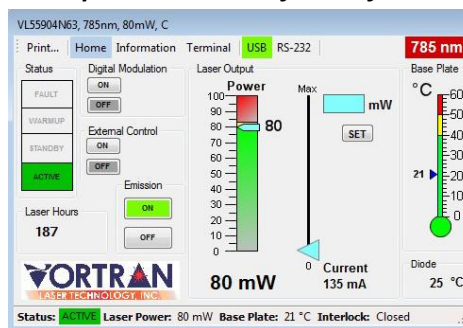 VL55904N63, 785nm, 80mW, C
Print... Home Information Terminal USB RS-232 785 nm
Status
FAULT
WARMUP
STANDBY
ACTIVE
Digital Modulation
ON
OFF
External Control
ON
OFF
Emission
ON
OFF
Laser Hours
187
VORTRAN
LASER TECHNOLOGY, INC.
Laser Output
Power
100
90
80
70
60
50
40
30
20
10
0
80
80 mW
Max
0
mW
SET
Current
135 mA
Base Plate
°C
60
50
40
30
20
10
0
21
Diode
25 °C
Status: ACTIVE Laser Power: 80 mW Base Plate: 21 °C Interlock: Closed